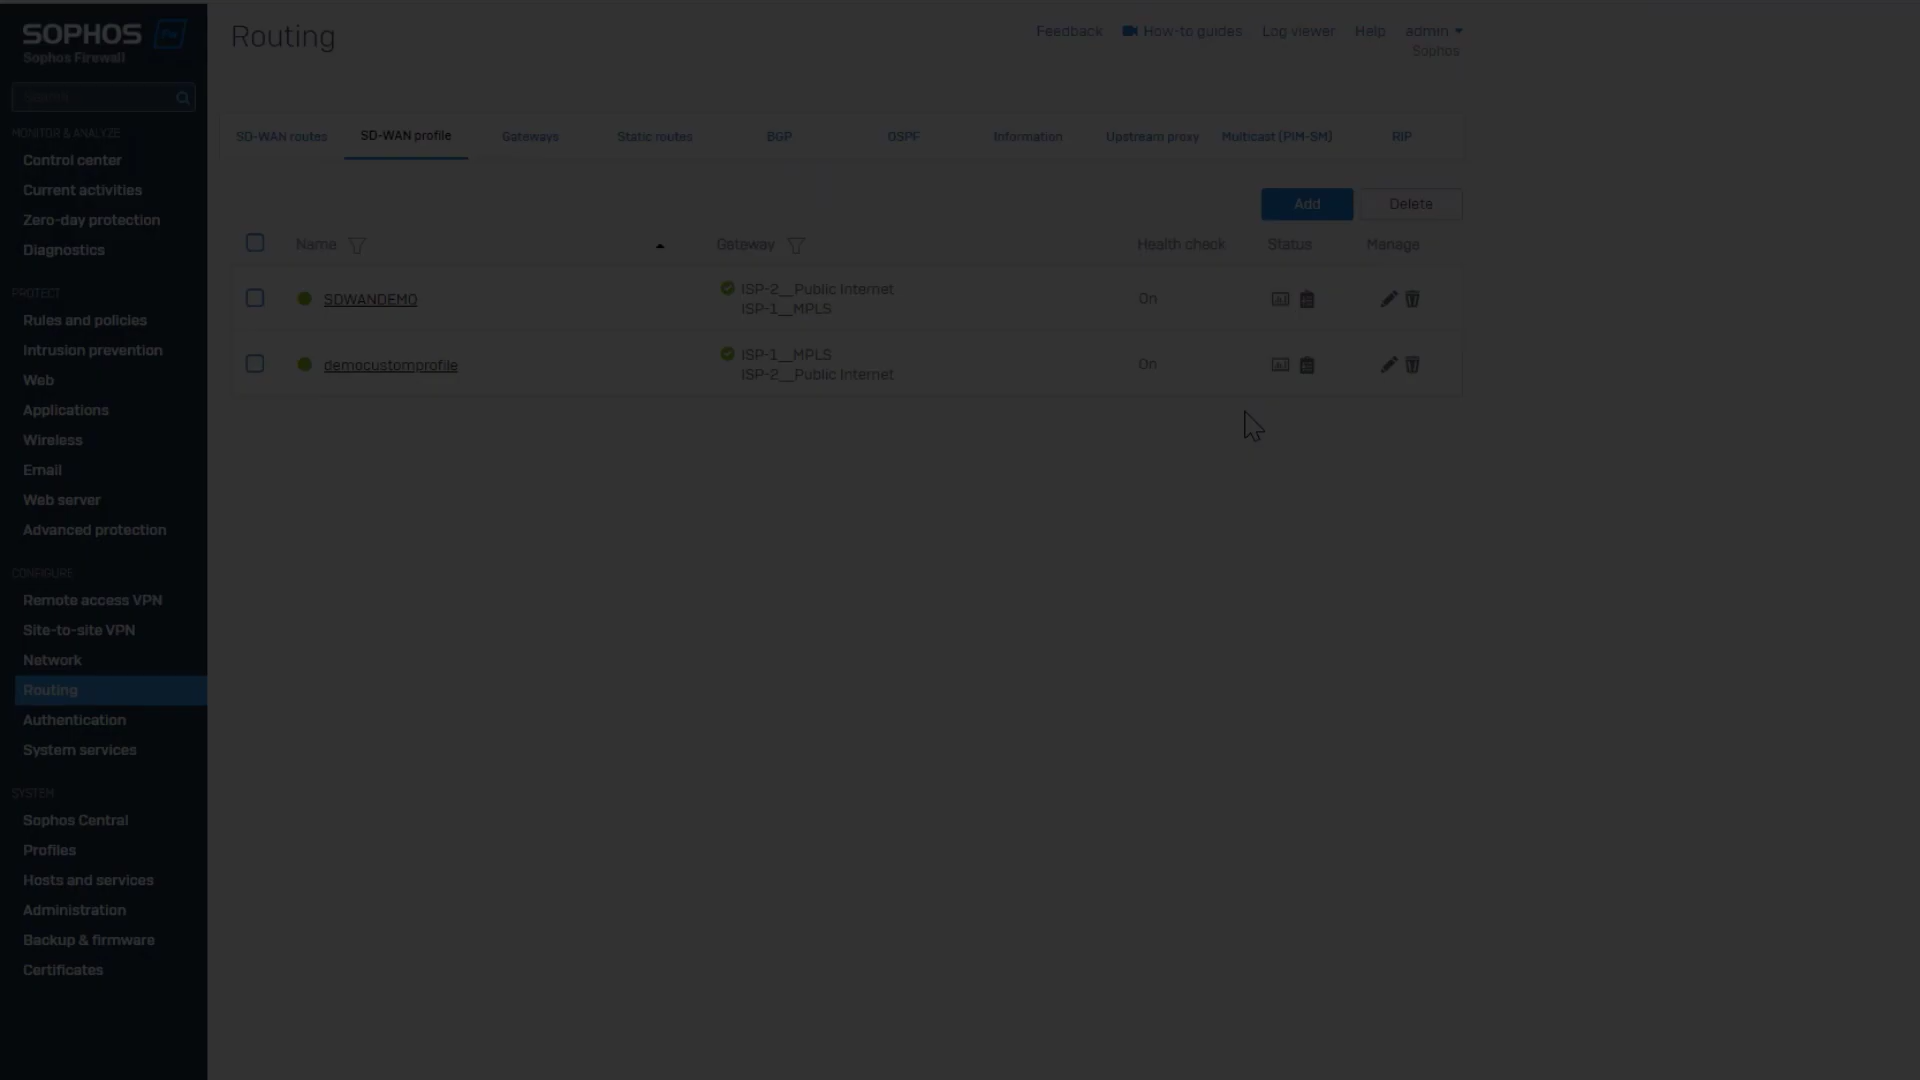 SOPHOS
Sophos Firewall
Routing
Feedback
How-to guides
Log viewer
Help
admin
Sophos
MONITOR & ANALYZE
Control center
Current activities
Zero-day protection
Diagnostics
PROTECT
Rules and policies
Intrusion prevention
Web
Applications
Wireless
Email
Web server
Advanced protection
CONFIGURE
Remote access VPN
Site-to-site VPN
Network
Routing
Authentication
System services
SYSTEM
Sophos Central
Profiles
Hosts and services
Administration
Backup & firmware
Certificates
SD-WAN routes
SD-WAN profile
Gateways
Static routes
BGP
OSPF
Information
Upstream proxy
Multicast (PIM-SM)
RIP
Add
Delete
Name
Gateway
Health check
Status
Manage
SDWANDEMO
ISP-2__Public Internet
ISP-1__MPLS
On
democustomprofile
ISP-1__MPLS
ISP-2__Public Internet
On